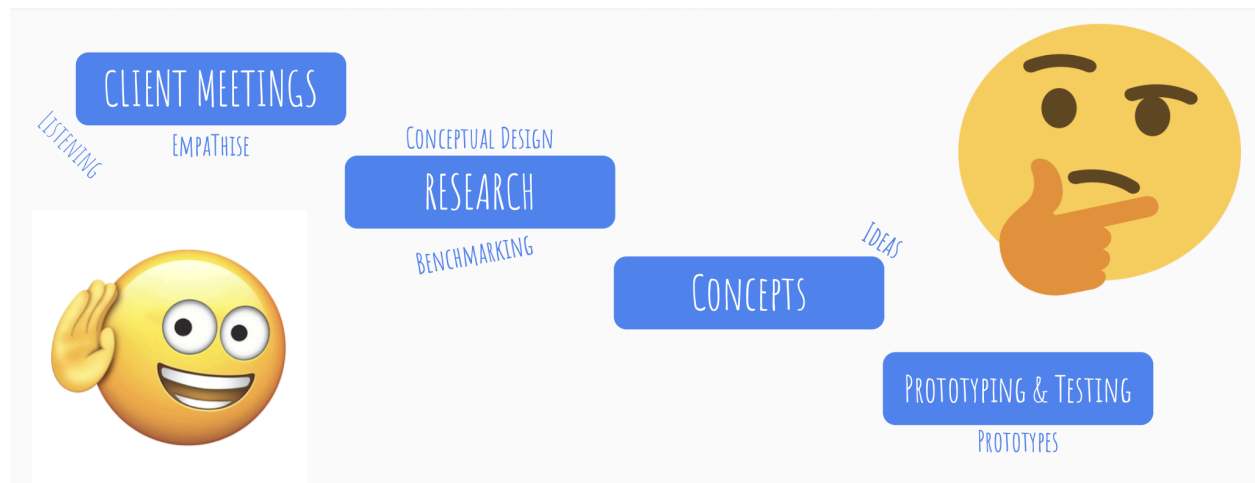 CLIENT MEETINGS
LISTENING
EMPATHISE
CONCEPTUAL DESIGN
RESEARCH
BENCHMARKING
IDEAS
CONCEPTS
PROTOTYPING & TESTING
PROTOTYPES